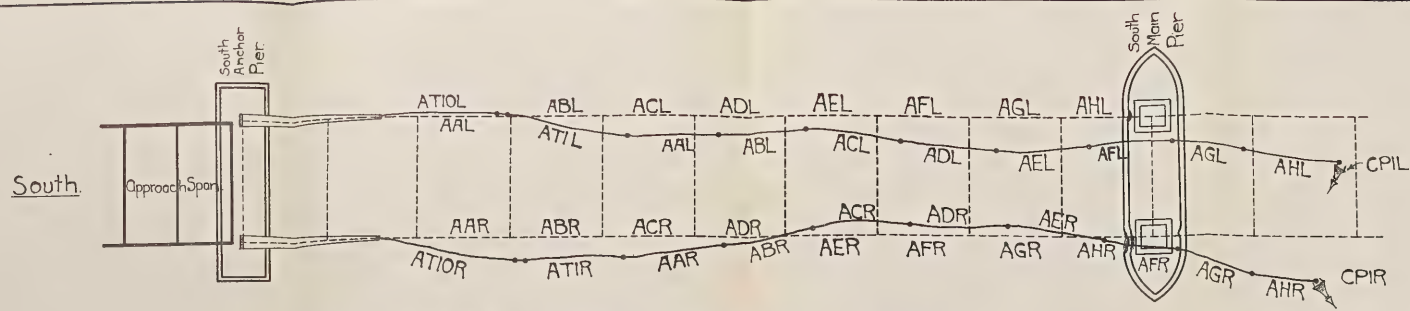 South
Anchor
Pier.
South
Main
Pier
ATIOL
ABL
ACL
ADL
AEL
AFL
AGL
AHL
AAL
ATIL
AAL
ABL
ACL
ADL
AEL
AFL
AGL
AHL
CPIL
South.
Approach Span
AAR
ABR
ACR
ADR
ACR
ADR
AER
ATIOR
ATIR
AAR
ABR
AER
AFR
AGR
AHR
AFR
AGR
AHR
CPIR